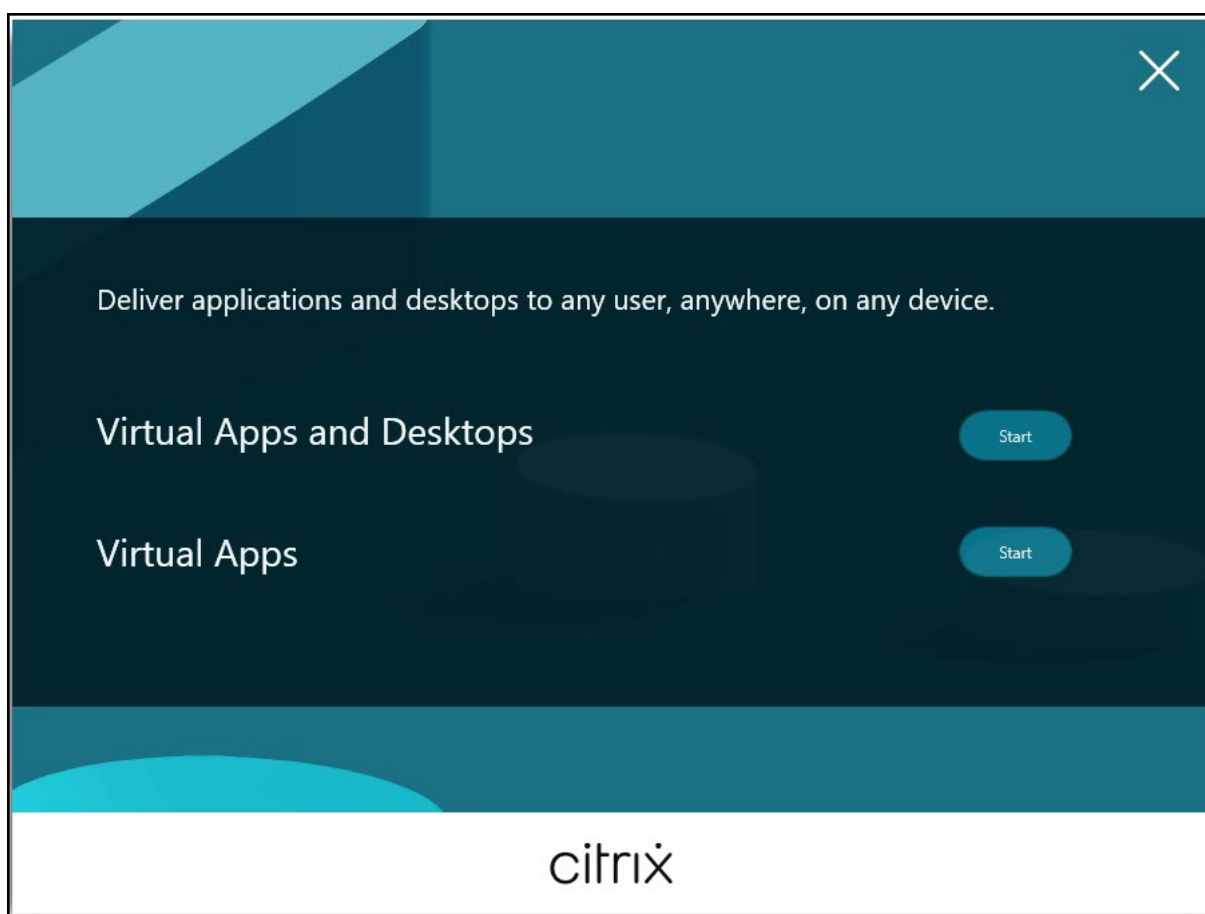 Deliver applications and desktops to any user, anywhere, on any device.
Virtual Apps and Desktops
Start
Virtual Apps
Start
citrix